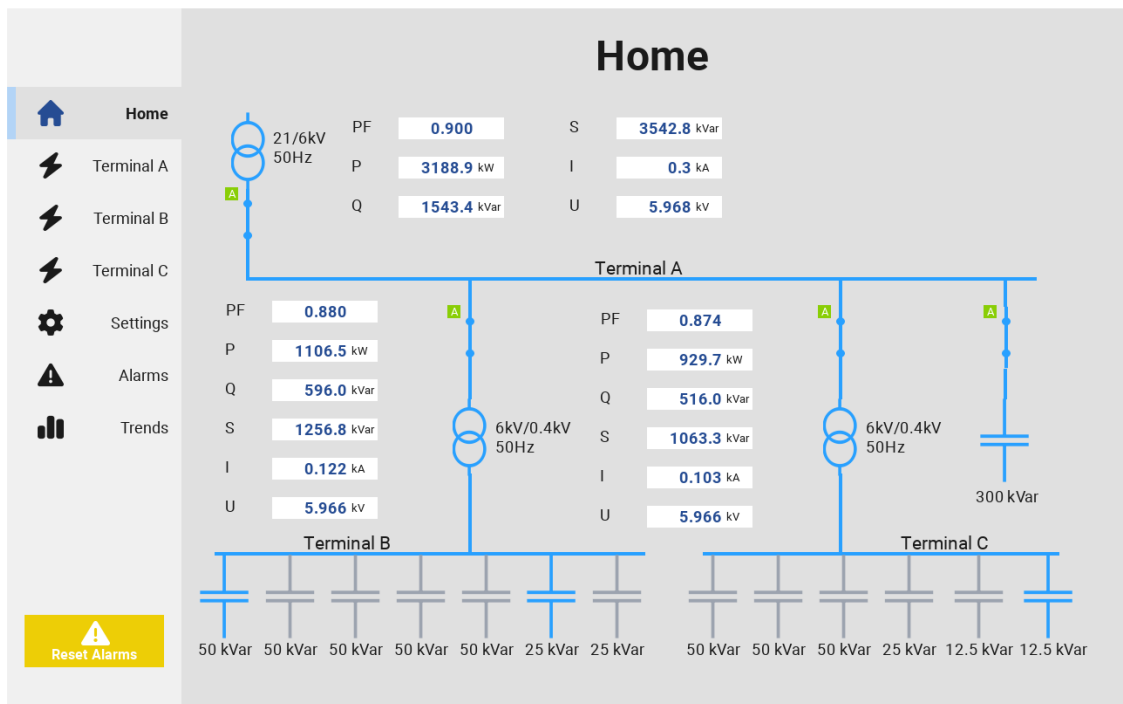 Home
Home
Terminal A
Terminal B
Terminal C
Settings
Alarms
Trends
Reset Alarms
21/6kV
50Hz
A
PF 0.900
P 3188.9 kW
Q 1543.4 kVar
S 3542.8 kVar
I 0.3 kA
U 5.968 kV
Terminal A
PF 0.880
P 1106.5 kW
Q 596.0 kVar
S 1256.8 kVar
I 0.122 kA
U 5.966 kV
A
6kV/0.4kV
50Hz
PF 0.874
P 929.7 kW
Q 516.0 kVar
S 1063.3 kVar
I 0.103 kA
U 5.966 kV
A
6kV/0.4kV
50Hz
A
300 kVar
Terminal B
50 kVar 50 kVar 50 kVar 50 kVar 50 kVar 25 kVar 25 kVar
Terminal C
50 kVar 50 kVar 50 kVar 25 kVar 12.5 kVar 12.5 kVar